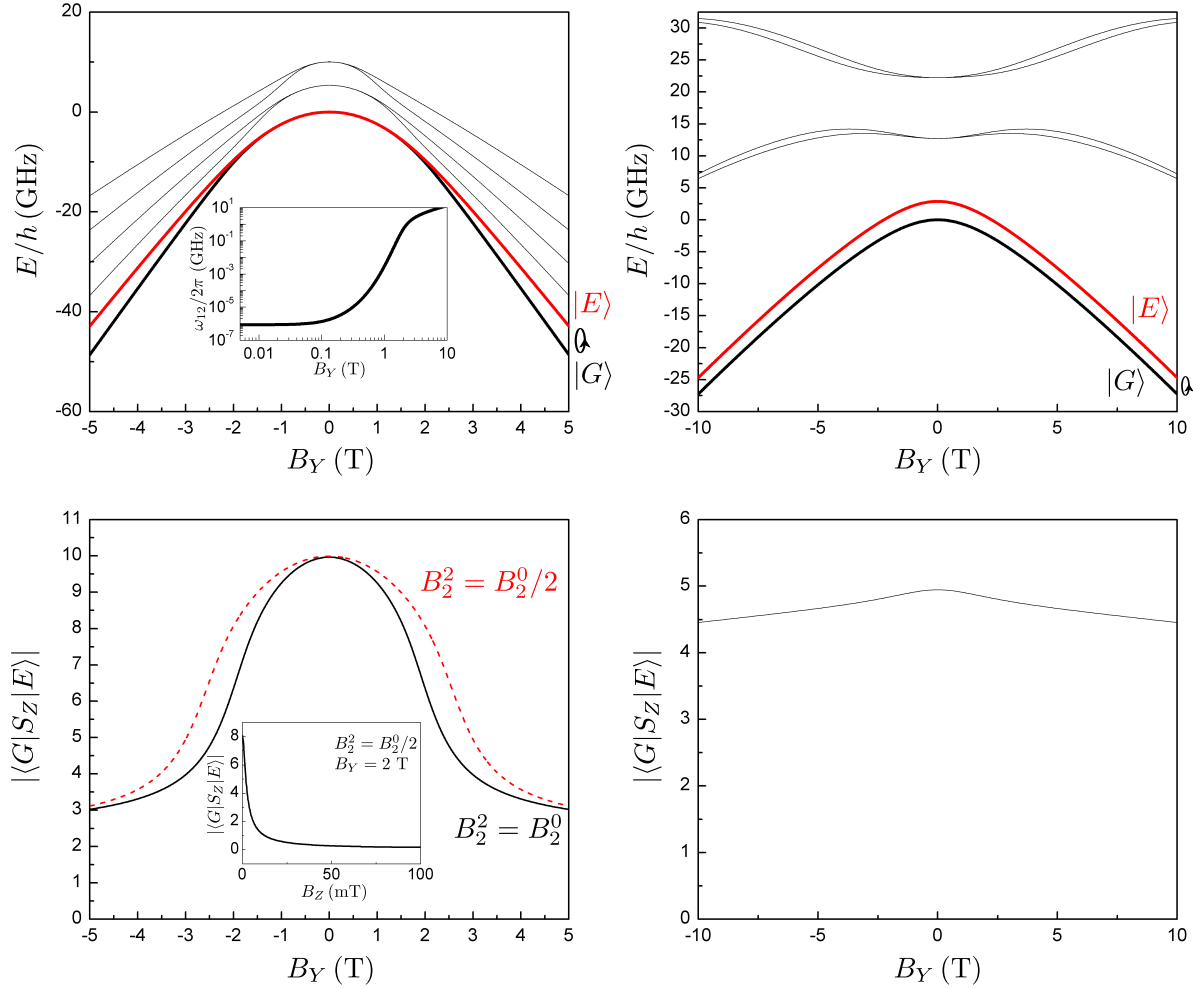 20
0
-20
-40
-60
E/h (GHz)
-5 -4 -3 -2 -1 0 1 2 3 4 5
B_Y (T)
|E⟩
|G⟩
10^1
10^-1
10^-3
10^-5
10^-7
ω_12/2π (GHz)
0.01 0.1 1 10
B_Y (T)
30
25
20
15
10
5
0
-5
-10
-15
-20
-25
-30
E/h (GHz)
-10 -5 0 5 10
B_Y (T)
|E⟩
|G⟩
11
10
9
8
7
6
5
4
3
2
1
0
|⟨G|S_Z|E⟩|
-5 -4 -3 -2 -1 0 1 2 3 4 5
B_Y (T)
B_2^2 = B_2^0/2
B_2^2 = B_2^0
8
6
4
2
0
|⟨G|S_Z|E⟩|
B_2^2 = B_2^0/2
B_Y = 2 T
0 50 100
B_Z (mT)
6
5
4
3
2
1
0
|⟨G|S_Z|E⟩|
-10 -5 0 5 10
B_Y (T)